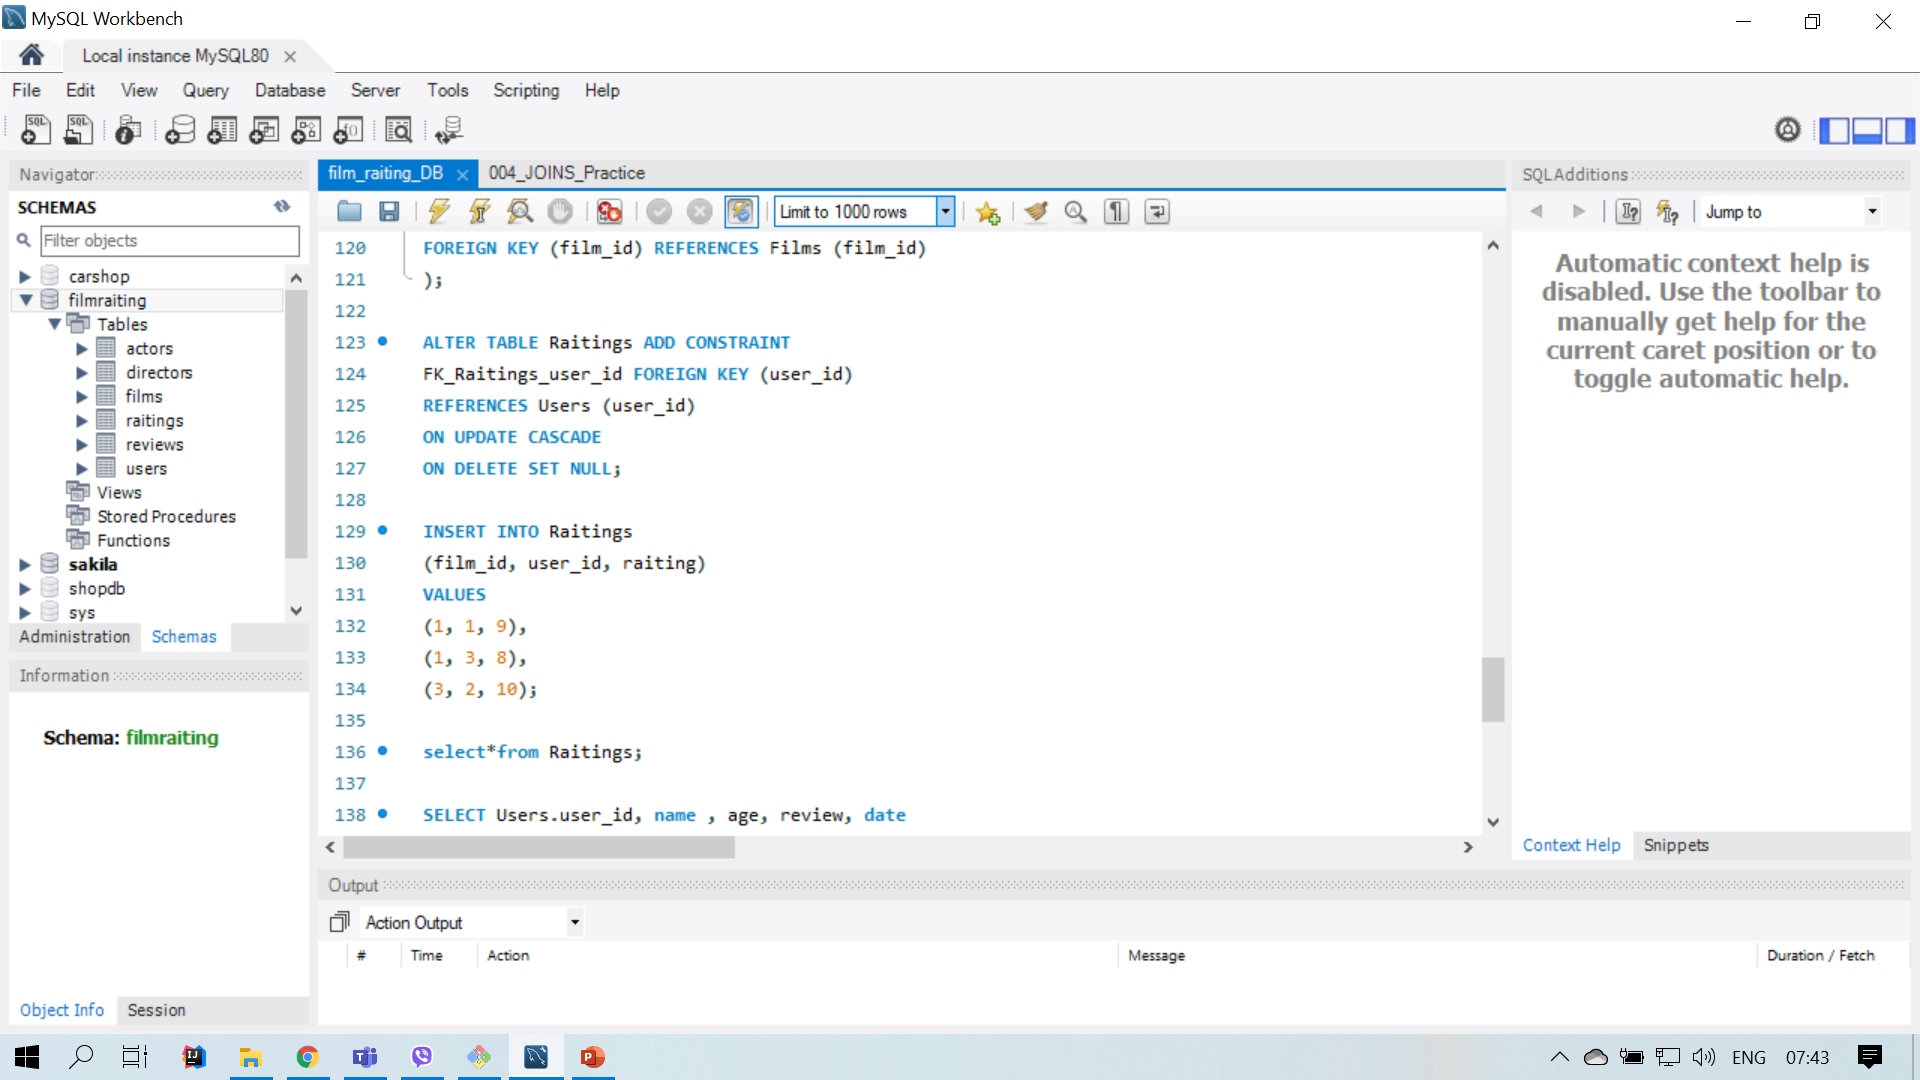 MySQL Workbench
Local instance MySQL80
File Edit View Query Database Server Tools Scripting Help
Navigator
SCHEMAS
Filter objects
carshop
filmraiting
Tables
actors
directors
films
raitings
reviews
users
Views
Stored Procedures
Functions
sakila
shopdb
sys
Administration Schemas
Information
Schema: filmraiting
Object Info Session
film_raiting_DB 004_JOINS_Practice
Limit to 1000 rows
120 FOREIGN KEY (film_id) REFERENCES Films (film_id)
121 );
122
123 ALTER TABLE Raitings ADD CONSTRAINT
124 FK_Raitings_user_id FOREIGN KEY (user_id)
125 REFERENCES Users (user_id)
126 ON UPDATE CASCADE
127 ON DELETE SET NULL;
128
129 INSERT INTO Raitings
130 (film_id, user_id, raiting)
131 VALUES
132 (1, 1, 9),
133 (1, 3, 8),
134 (3, 2, 10);
135
136 select*from Raitings;
137
138 SELECT Users.user_id, name , age, review, date
SQLAdditions
Jump to
Automatic context help is
disabled. Use the toolbar to
manually get help for the
current caret position or to
toggle automatic help.
Context Help Snippets
Output
Action Output
# Time Action Message Duration / Fetch
ENG 07:43